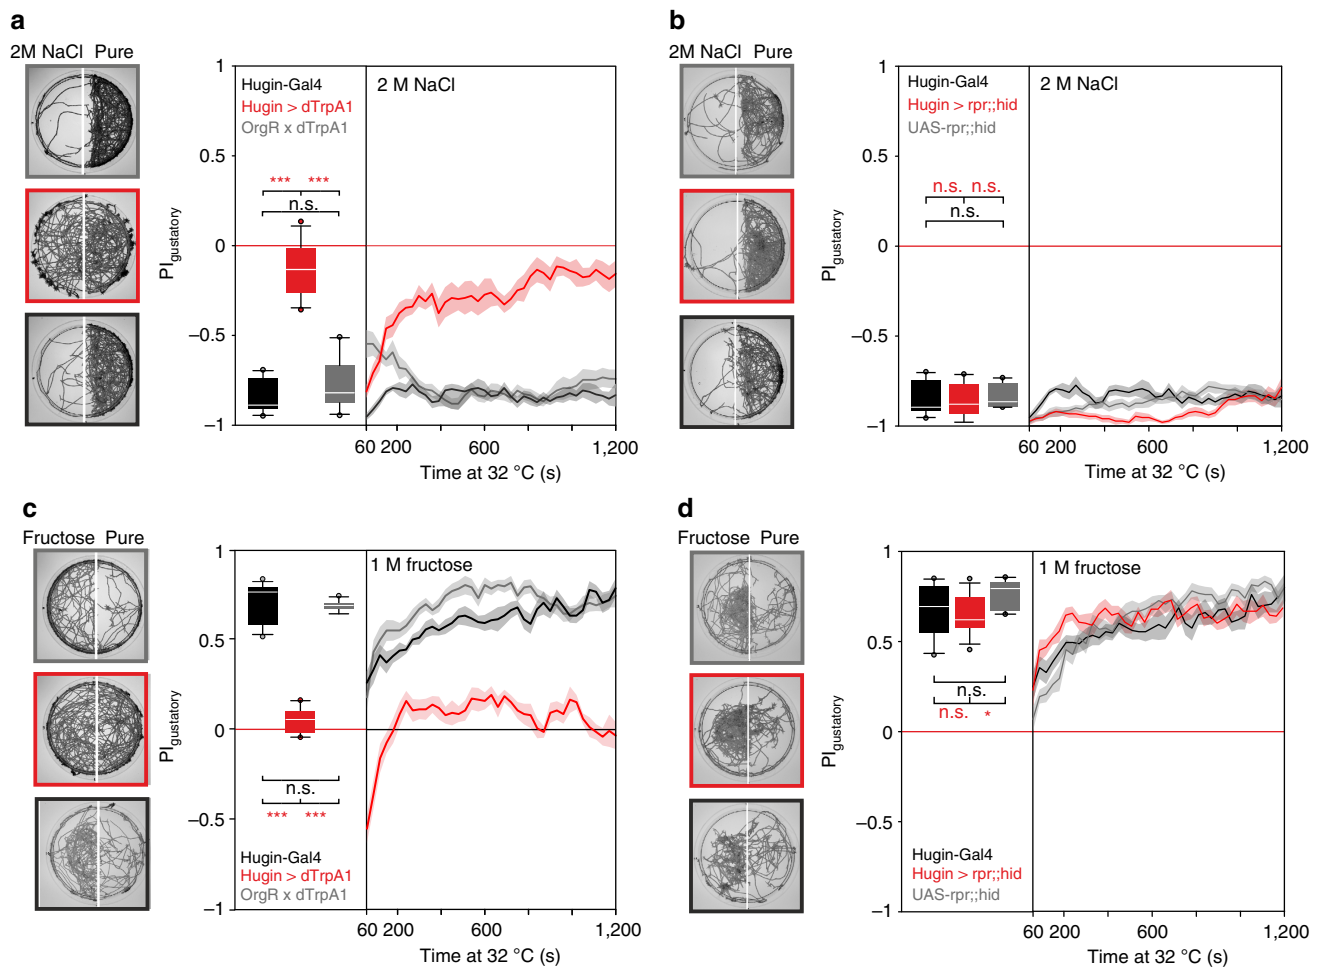 a
2M NaCl Pure
1
0.5
0
−0.5
−1
PIgustatory
Hugin-Gal4
Hugin > dTrpA1
OrgR x dTrpA1
*** ***
n.s.
2 M NaCl
60 200 600 1,200
Time at 32 °C (s)
b
2M NaCl Pure
1
0.5
0
−0.5
−1
PIgustatory
Hugin-Gal4
Hugin > rpr;;hid
UAS-rpr;;hid
n.s. n.s.
n.s.
2 M NaCl
60 200 600 1,200
Time at 32 °C (s)
c
Fructose Pure
1
0.5
0
−0.5
−1
PIgustatory
1 M fructose
n.s.
*** ***
Hugin-Gal4
Hugin > dTrpA1
OrgR x dTrpA1
60 200 600 1,200
Time at 32 °C (s)
d
Fructose Pure
1
0.5
0
−0.5
−1
PIgustatory
1 M fructose
n.s.
n.s. *
Hugin-Gal4
Hugin > rpr;;hid
UAS-rpr;;hid
60 200 600 1,200
Time at 32 °C (s)